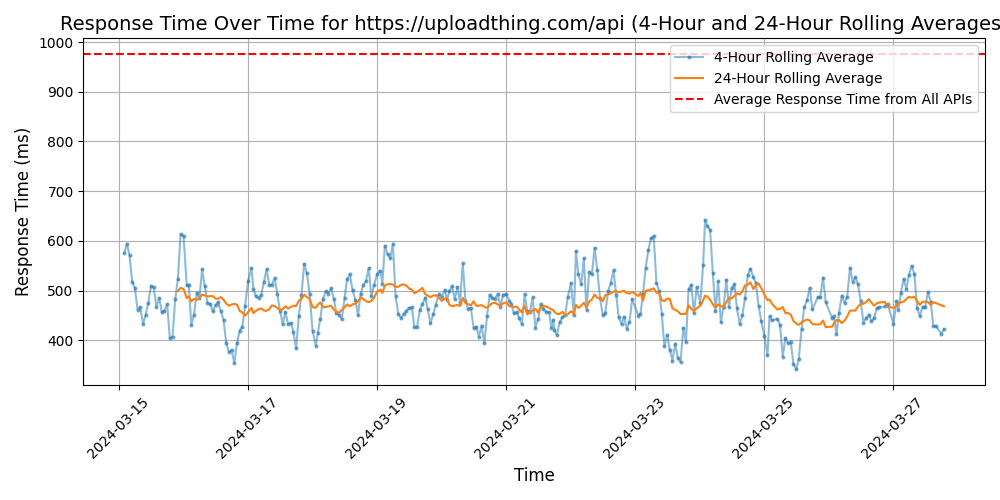 Response Time Over Time for https://uploadthing.com/api (4-Hour and 24-Hour Rolling Averages
1000
900
800
700
600
500
400
Response Time (ms)
4-Hour Rolling Average
24-Hour Rolling Average
Average Response Time from All APIs
2024-03-15
2024-03-17
2024-03-19
2024-03-21
2024-03-23
2024-03-25
2024-03-27
Time